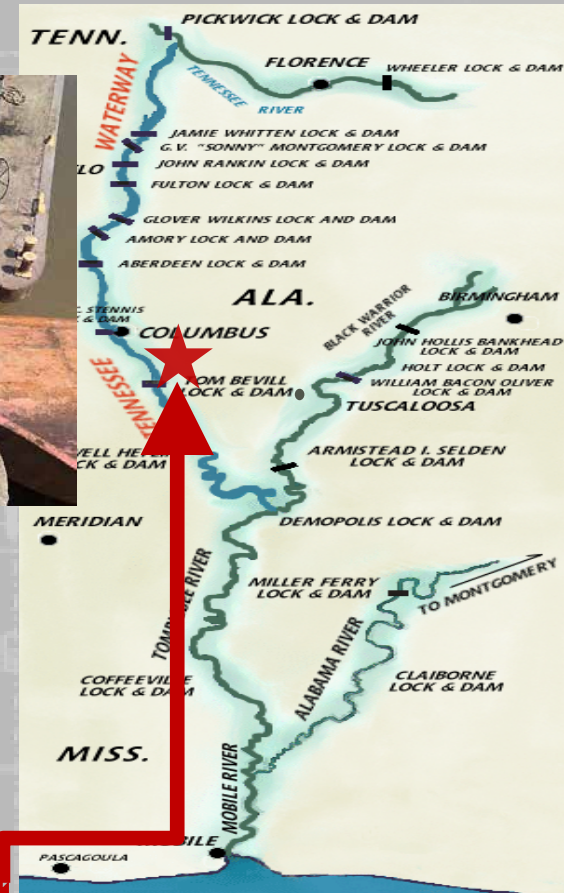 PICKWICK LOCK & DAM
TENN.
FLORENCE
WHEELER LOCK & DAM
WATERWAY
TENNESSEE
RIVER
JAMIE WHITTEN LOCK & DAM
G.V. "SONNY" MONTGOMERY LOCK & DAM
JOHN RANKIN LOCK & DAM
FULTON LOCK & DAM
GLOVER WILKINS LOCK AND DAM
AMORY LOCK AND DAM
ABERDEEN LOCK & DAM
ALA.
BIRMINGHAM
BLACK WARRIOR
RIVER
STENNIS
& DAM
COLUMBUS
JOHN HOLLIS BANKHEAD
LOCK & DAM
HOLT LOCK & DAM
TENNESSEE
TOM BEVILL
LOCK & DAM
WILLIAM BACON OLIVER
LOCK & DAM
TUSCALOOSA
ARMISTEAD I. SELDEN
LOCK & DAM
& DAM
MERIDIAN
DEMOPOLIS LOCK & DAM
RIVER
MILLER FERRY
LOCK & DAM
TO MONTGOMERY
ALABAMA RIVER
COFFEEVILLE
LOCK & DAM
CLAIBORNE
LOCK & DAM
MISS.
MOBILE RIVER
MOBILE
PASCAGOULA